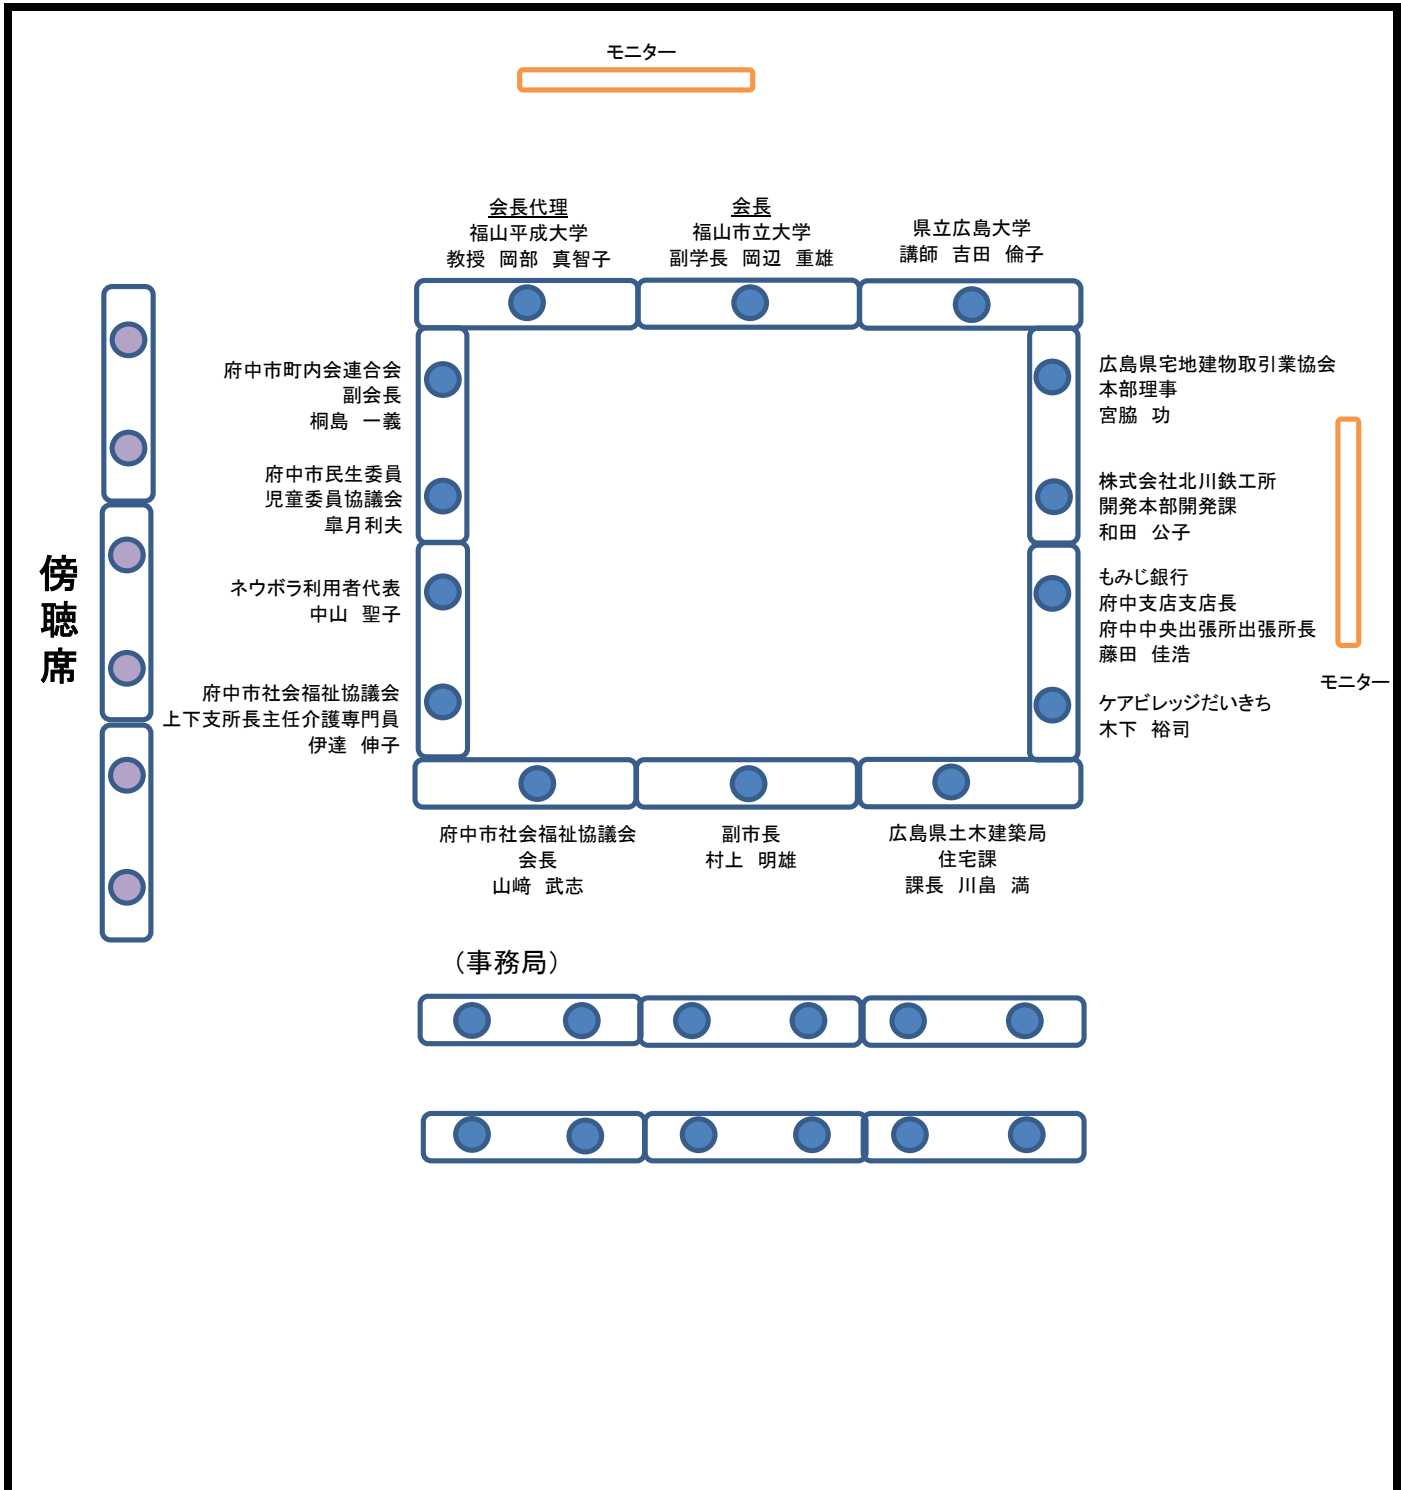 モニター
会長代理
福山平成大学
教授 岡部 真智子
会長
福山市立大学
副学長 岡辺 重雄
県立広島大学
講師 吉田 倫子
府中市町内会連合会
副会長
桐島 一義
府中市民生委員
児童委員協議会
皐月利夫
ネウボラ利用者代表
中山 聖子
府中市社会福祉協議会
上下支所長主任介護専門員
伊達 伸子
広島県宅地建物取引業協会
本部理事
宮脇 功
株式会社北川鉄工所
開発本部開発課
和田 公子
もみじ銀行
府中支店支店長
府中中央出張所出張所長
藤田 佳浩
ケアビレッジだいきち
木下 裕司
モニター
傍聴席
府中市社会福祉協議会
会長
山﨑 武志
副市長
村上 明雄
広島県土木建築局
住宅課
課長 川畠 満
（事務局）